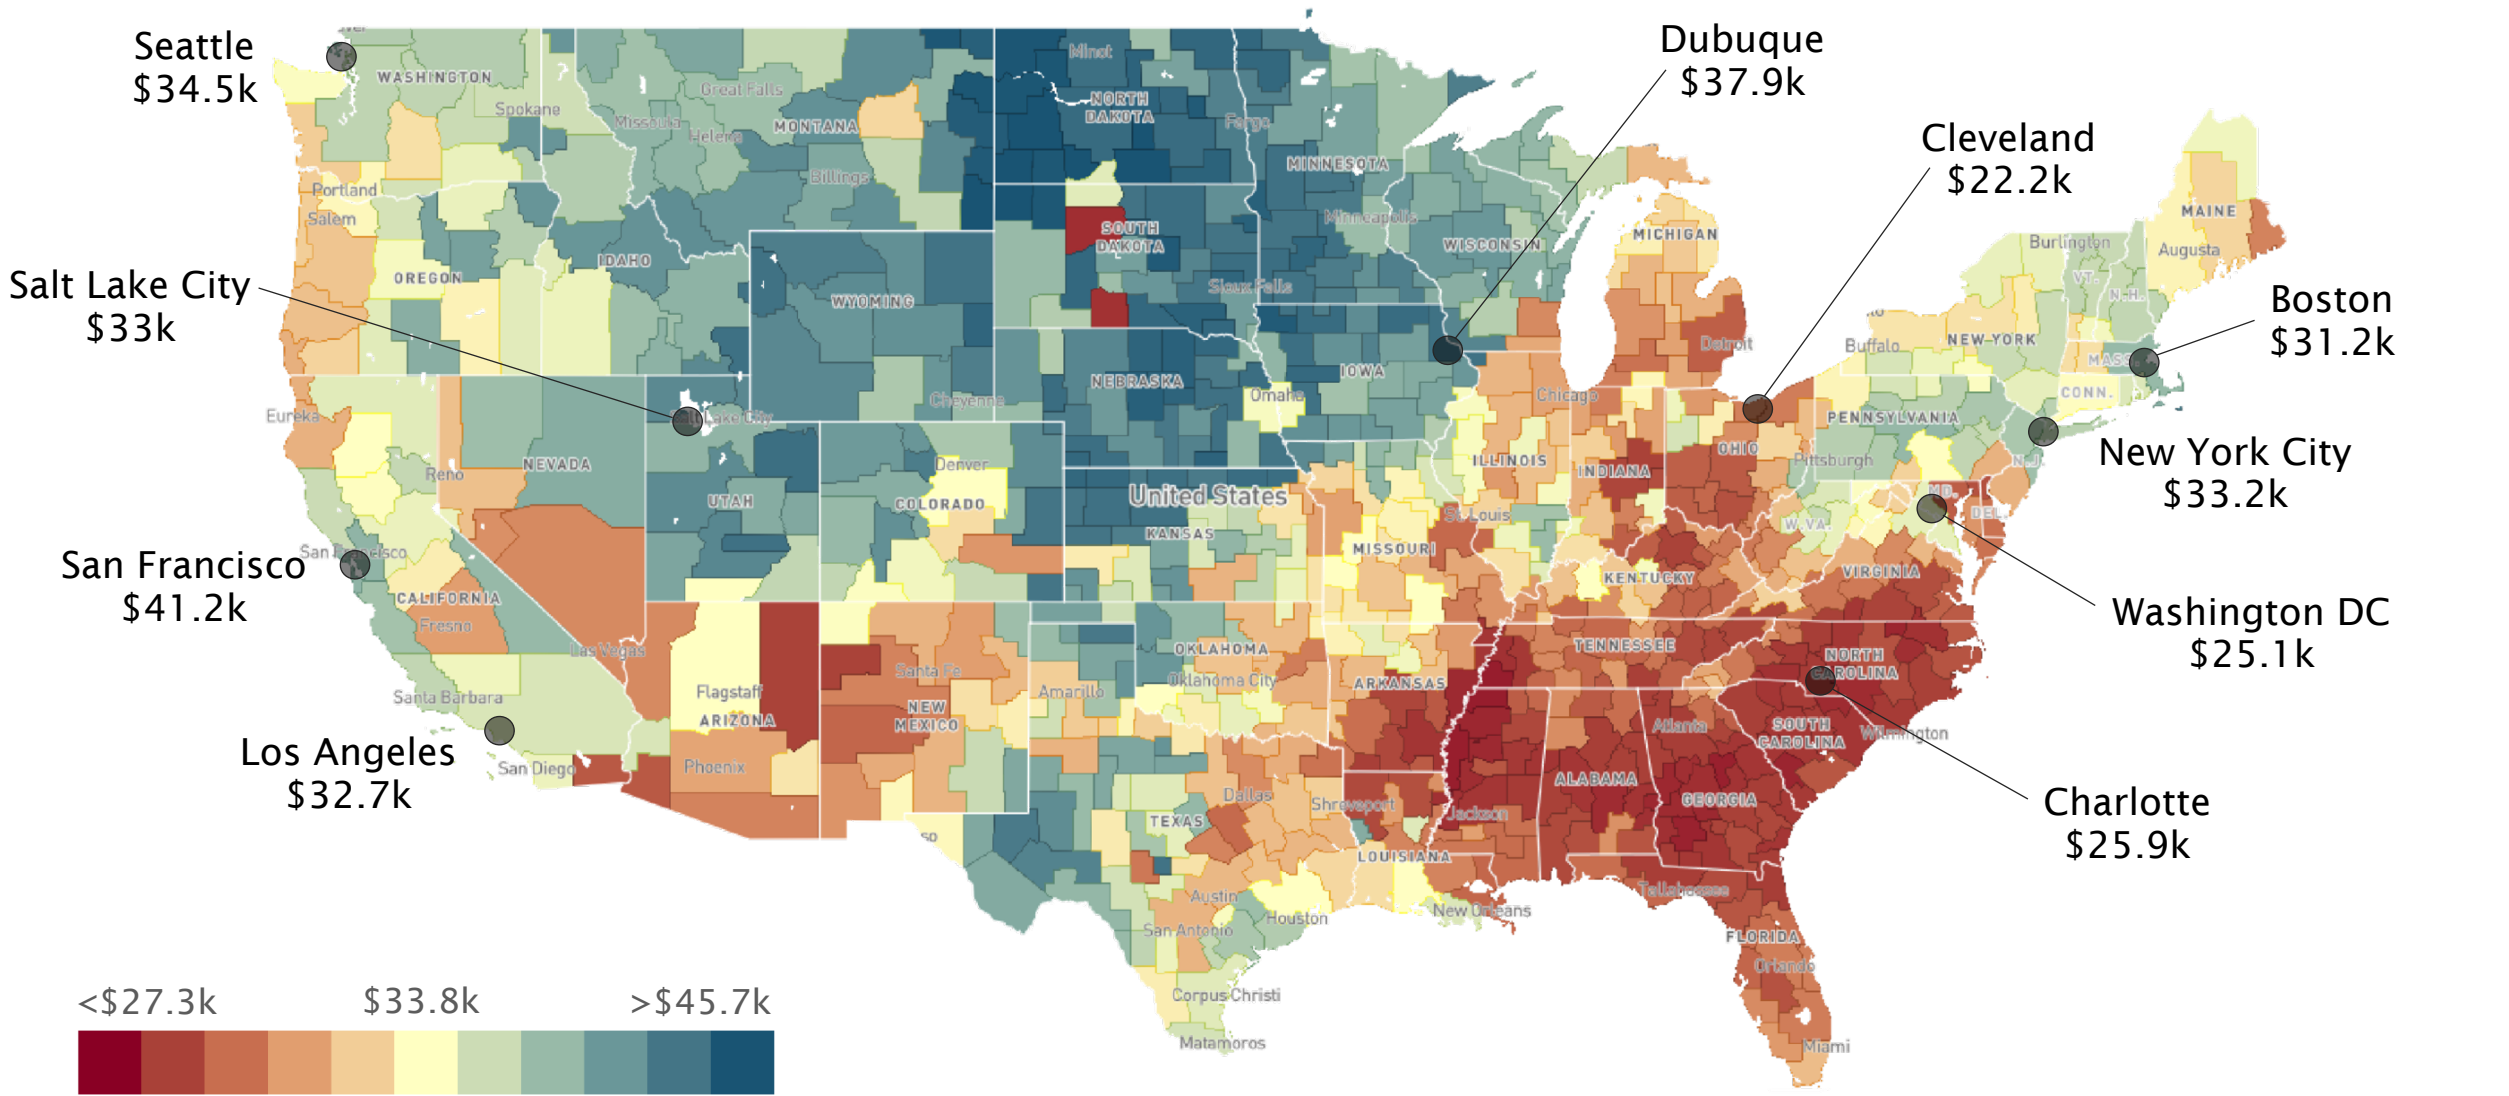 Seattle
$34.5k
Salt Lake City
$33k
San Francisco
$41.2k
Los Angeles
$32.7k
Dubuque
$37.9k
Cleveland
$22.2k
Boston
$31.2k
New York City
$33.2k
Washington DC
$25.1k
Charlotte
$25.9k
WASHINGTON
Spokane
Portland
Salem
OREGON
Eureka
Reno
NEVADA
San Francisco
CALIFORNIA
Fresno
Las Vegas
Santa Barbara
San Diego
Great Falls
Missoula
Helena
MONTANA
Billings
IDAHO
WYOMING
Cheyenne
Lake City
UTAH
Denver
COLORADO
Flagstaff
ARIZONA
Phoenix
Santa Fe
NEW
MEXICO
Minot
NORTH
DAKOTA
Fargo
SOUTH
DAKOTA
Sioux Falls
NEBRASKA
Omaha
United States
KANSAS
OKLAHOMA
Oklahoma City
Amarillo
Dallas
TEXAS
Austin
San Antonio
Houston
Corpus Christi
Matamoros
MINNESOTA
Minneapolis
WISCONSIN
IOWA
MISSOURI
St. Louis
ARKANSAS
Shreveport
LOUISIANA
New Orleans
MICHIGAN
Detroit
Chicago
ILLINOIS
INDIANA
OHIO
KENTUCKY
TENNESSEE
Jackson
ALABAMA
Atlanta
GEORGIA
Tallahassee
FLORIDA
Orlando
Miami
NORTH
CAROLINA
SOUTH
CAROLINA
Wilmington
VIRGINIA
W.VA.
MD.
DEL.
N.J.
Pittsburgh
PENNSYLVANIA
Buffalo
NEW YORK
CONN.
MASS.
VT.
N.H.
Burlington
MAINE
Augusta
<$27.3k
$33.8k
>$45.7k